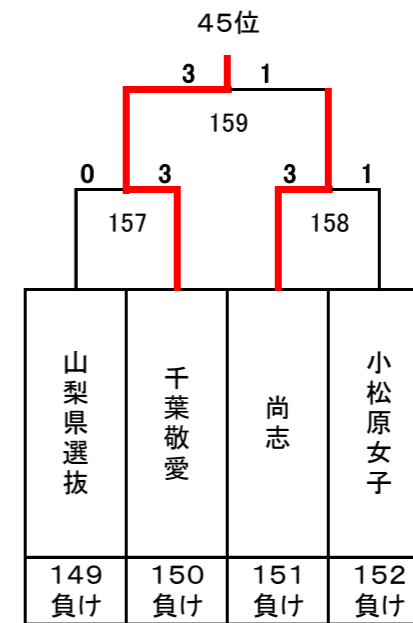 45位
3 1
159
0 3 3 1
157 158
山梨県選抜
千葉敬愛
尚志
小松原女子
149 150 151 152
負け 負け 負け 負け